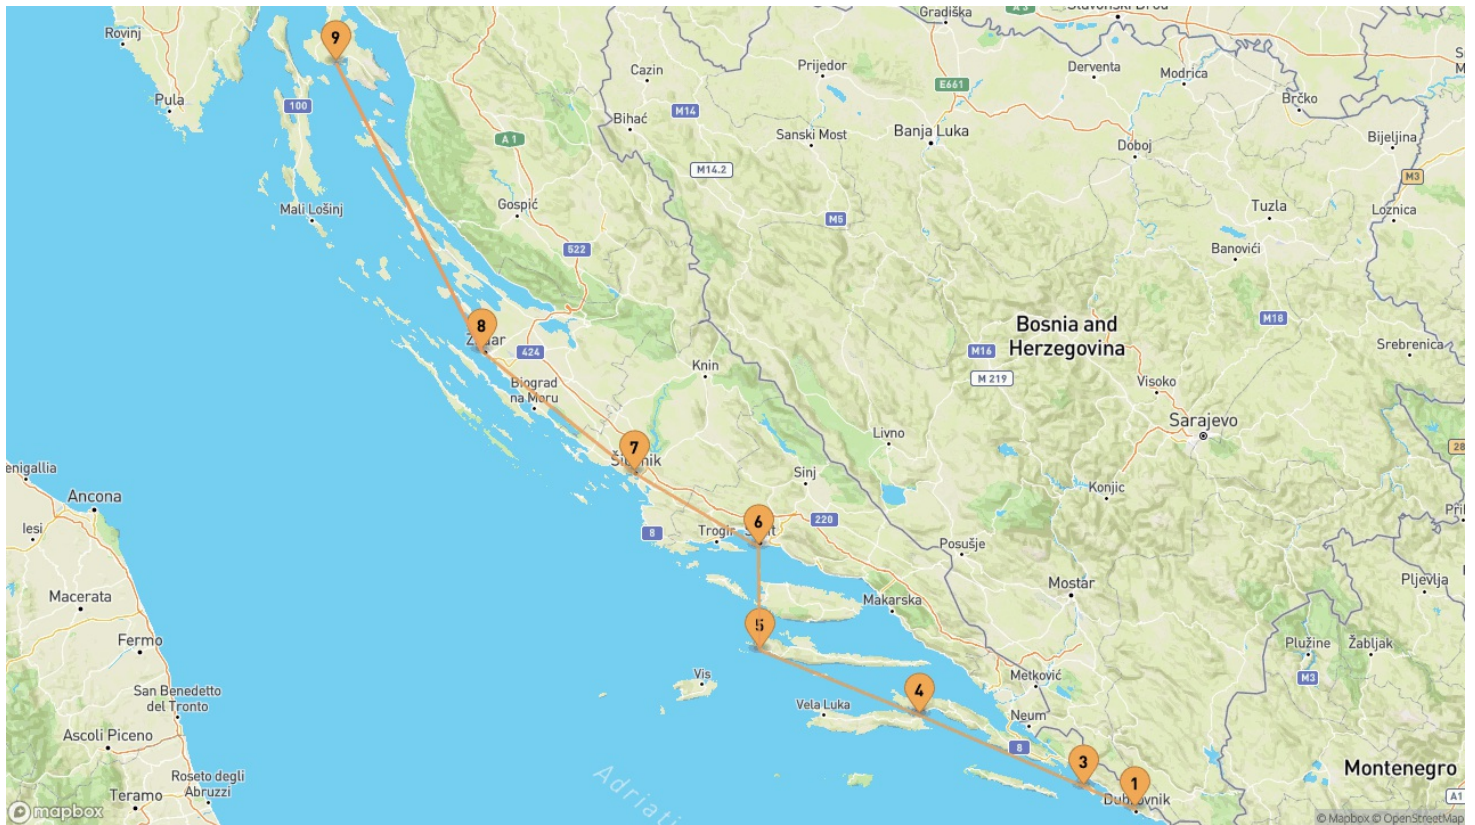 Rovinj
9
Gradiška
A 3
Cazin
Prijedor
Derventa
Modrica
E661
Pula
100
M14
Brčko
Bihać
A 1
Sanski Most
Banja Luka
Doboj
Bijeljina
M14.2
M3
Mali Lošinj
Gospić
M5
Tuzla
Loznica
522
Banovići
8
424
Bosnia and
Herzegovina
M18
M16
Srebrenica
Knin
M 219
Visoko
Biograd
na Moru
Sarajevo
7
Livno
Sinj
Ancona
Konjic
Iesi
6
220
8
Trogir
Posušje
Mostar
Pljevlja
Macerata
Makarska
5
Fermo
Plužine
Žabljak
Vis
Metković
M3
San Benedetto
del Tronto
4
Vela Luka
Neum
Ascoli Piceno
8
3
Montenegro
Roseto degli
Abruzzi
1
Teramo
A1
mapbox
© Mapbox © OpenStreetMap